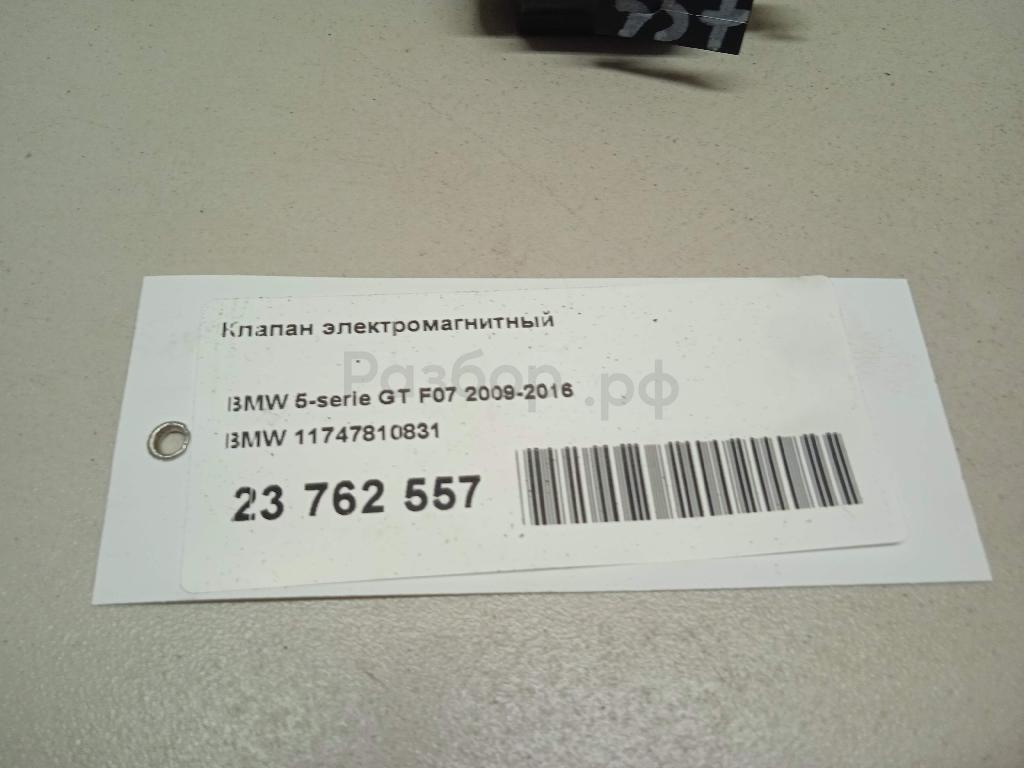 Клапан электромагнитный
Разбор.рф
BMW 5-serie GT F07 2009-2016
BMW 11747810831
23 762 557